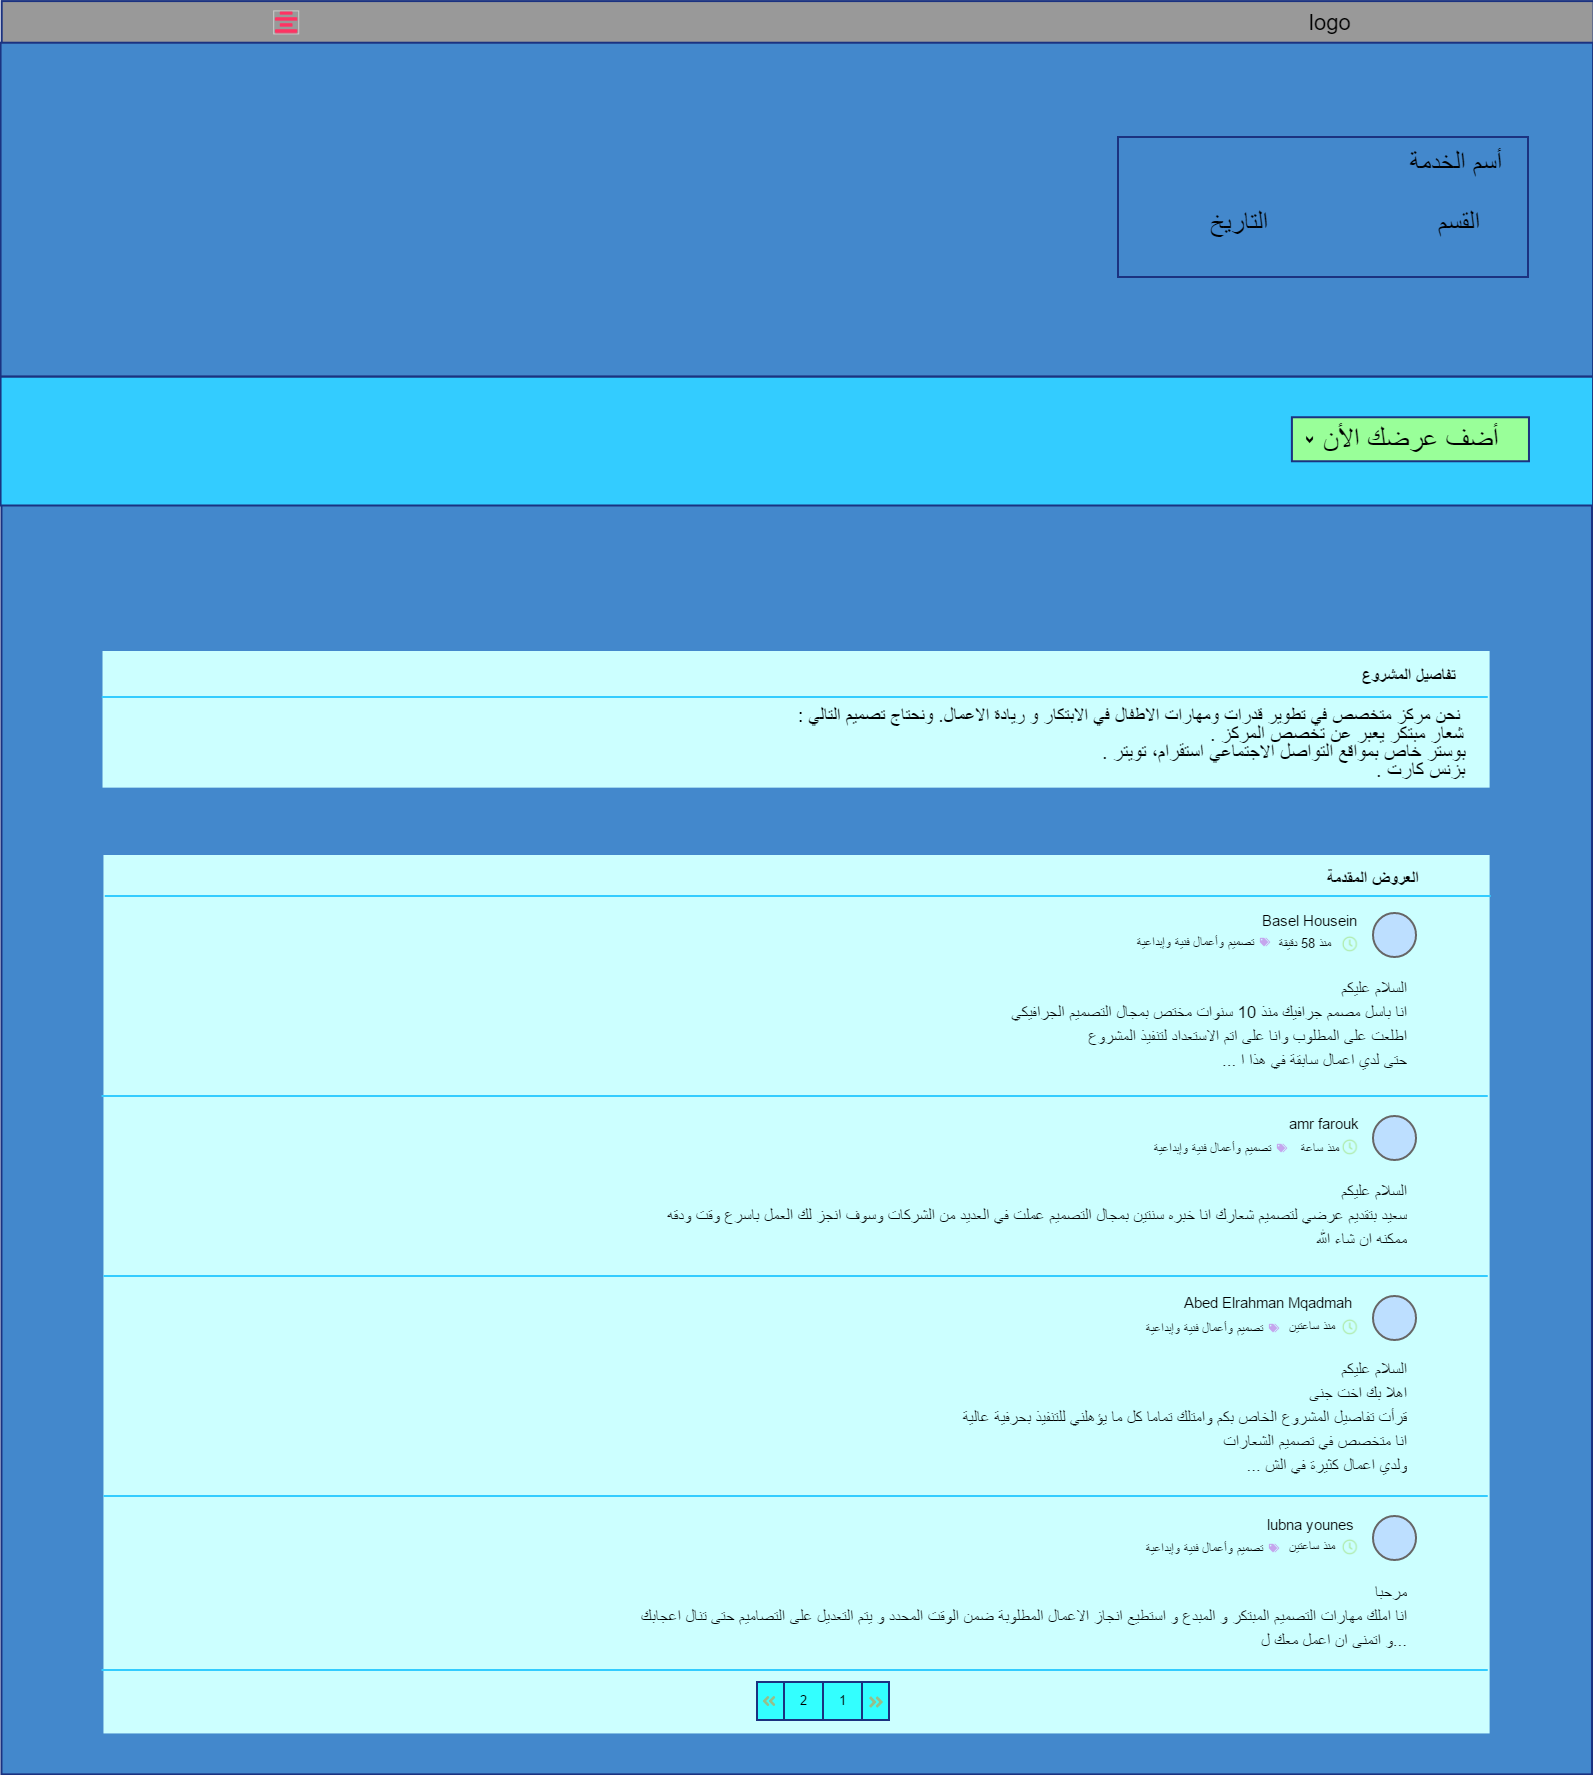 logo
أسم الخدمة
القسم
التاريخ
أضف عرضك الأن
تفاصيل المشروع
نحن مركز متخصص في تطوير قدرات ومهارات الاطفال في الابتكار و ريادة الاعمال. ونحتاج تصميم التالي :
شعار مبتكر يعبر عن تخصص المركز .
بوستر خاص بمواقع التواصل الاجتماعي استقرام، تويتر .
بزنس كارت .
العروض المقدمة
Basel Housein
منذ 58 دقيقة
تصميم وأعمال فنية وإبداعية
السلام عليكم
انا باسل مصمم جرافيك منذ 10 سنوات مختص بمجال التصميم الجرافيكي
اطلعت على المطلوب وانا على اتم الاستعداد لتنفيذ المشروع
حتى لدي اعمال سابقة في هذا ا ...
amr farouk
منذ ساعة
تصميم وأعمال فنية وإبداعية
السلام عليكم
سعيد بتقديم عرضي لتصميم شعارك انا خبره سنتين بمجال التصميم عملت في العديد من الشركات وسوف انجز لك العمل باسرع وقت ودقه
ممكنه ان شاء الله
Abed Elrahman Mqadmah
منذ ساعتين
تصميم وأعمال فنية وإبداعية
السلام عليكم
اهلا بك اخت جنى
قرأت تفاصيل المشروع الخاص بكم وامتلك تماما كل ما يؤهلني للتنفيذ بحرفية عالية
انا متخصص في تصميم الشعارات
ولدي اعمال كثيرة في الش ...
lubna younes
منذ ساعتين
تصميم وأعمال فنية وإبداعية
مرحبا
انا املك مهارات التصميم المبتكر و المبدع و استطيع انجاز الاعمال المطلوبة ضمن الوقت المحدد و يتم التعديل على التصاميم حتى تنال اعجابك
...و اتمنى ان اعمل معك ل
1
2